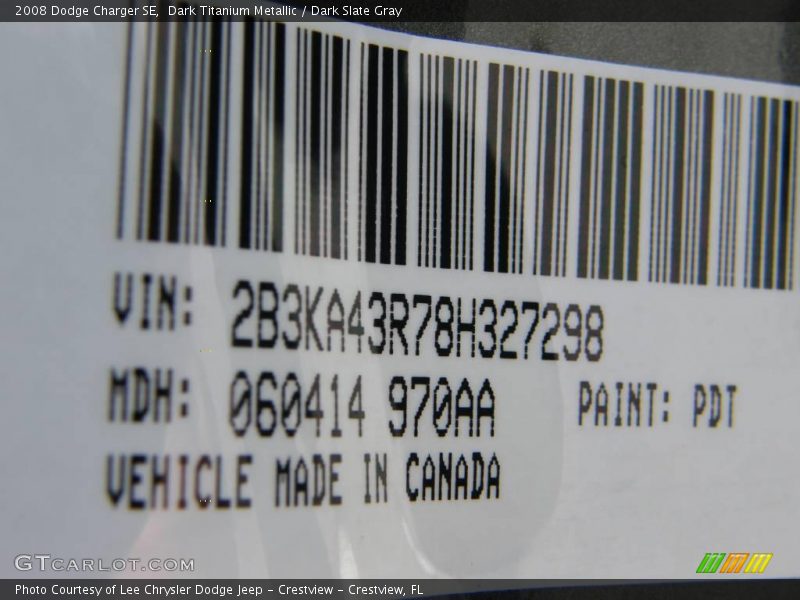 2008 Dodge Charger SE, Dark Titanium Metallic / Dark Slate Gray
VIN: 2B3KA43R78H327298
MDH: 060414 970AA PAINT: PDT
VEHICLE MADE IN CANADA
GTCARLOT.COM
Photo Courtesy of Lee Chrysler Dodge Jeep - Crestview - Crestview, FL